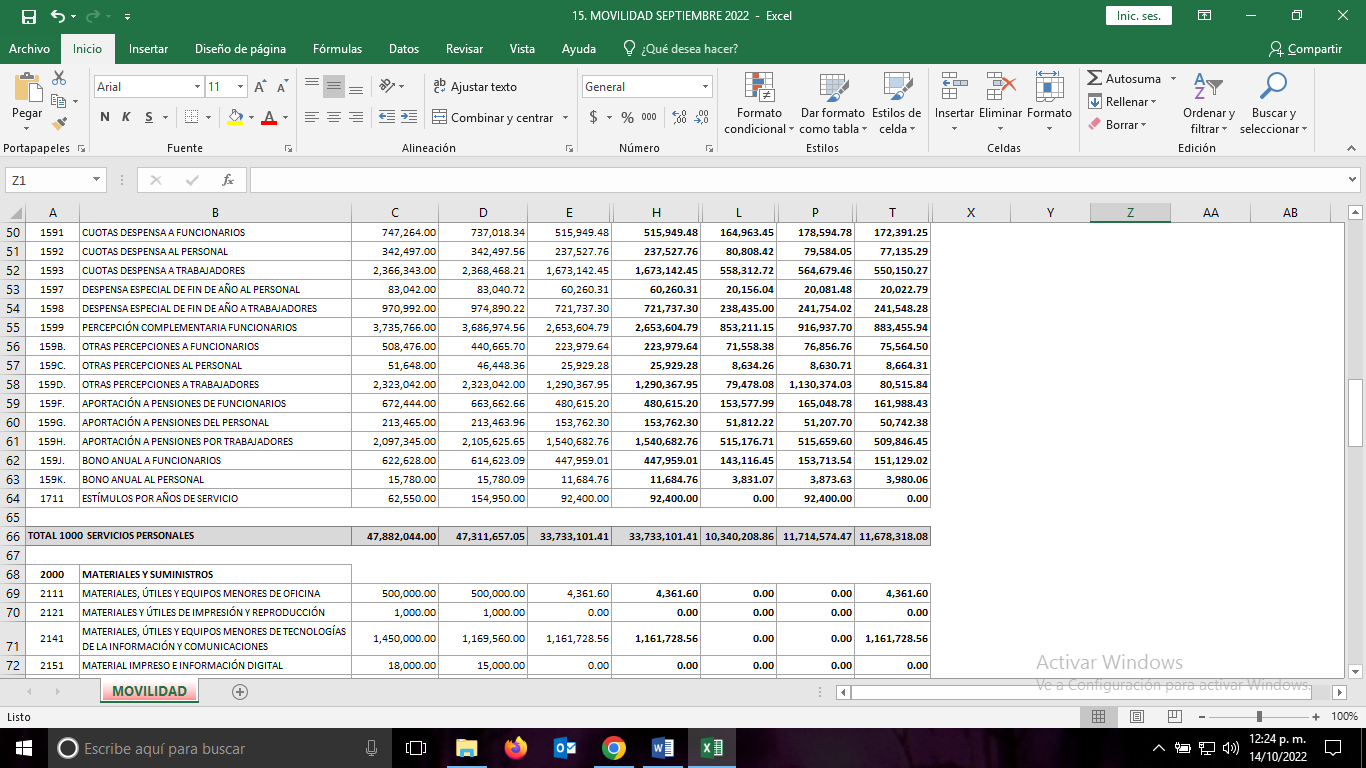 15. MOVILIDAD SEPTIEMBRE 2022 - Excel
Inic. ses.
Archivo Inicio Insertar Diseño de página Fórmulas Datos Revisar Vista Ayuda ¿Qué desea hacer? Compartir
Pegar
Portapapeles
Arial 11
N K S
Fuente
Ajustar texto
Combinar y centrar
Alineación
General
$ % 000
Número
Formato condicional
Dar formato como tabla
Estilos de celda
Estilos
Insertar Eliminar Formato
Celdas
Autosuma
Rellenar
Borrar
Ordenar y filtrar
Buscar y seleccionar
Edición
Z1 fx
A B C D E H L P T X Y Z AA AB
50 1591 CUOTAS DESPENSA A FUNCIONARIOS 747,264.00 737,018.34 515,949.48 515,949.48 164,963.45 178,594.78 172,391.25
51 1592 CUOTAS DESPENSA AL PERSONAL 342,497.00 342,497.56 237,527.76 237,527.76 80,808.42 79,584.05 77,135.29
52 1593 CUOTAS DESPENSA A TRABAJADORES 2,366,343.00 2,368,468.21 1,673,142.45 1,673,142.45 558,312.72 564,679.46 550,150.27
53 1597 DESPENSA ESPECIAL DE FIN DE AÑO AL PERSONAL 83,042.00 83,040.72 60,260.31 60,260.31 20,156.04 20,081.48 20,022.79
54 1598 DESPENSA ESPECIAL DE FIN DE AÑO A TRABAJADORES 970,992.00 974,890.22 721,737.30 721,737.30 238,435.00 241,754.02 241,548.28
55 1599 PERCEPCIÓN COMPLEMENTARIA FUNCIONARIOS 3,735,766.00 3,686,974.56 2,653,604.79 2,653,604.79 853,211.15 916,937.70 883,455.94
56 159B. OTRAS PERCEPCIONES A FUNCIONARIOS 508,476.00 440,665.70 223,979.64 223,979.64 71,558.38 76,856.76 75,564.50
57 159C. OTRAS PERCEPCIONES AL PERSONAL 51,648.00 46,448.36 25,929.28 25,929.28 8,634.26 8,630.71 8,664.31
58 159D. OTRAS PERCEPCIONES A TRABAJADORES 2,323,042.00 2,323,042.00 1,290,367.95 1,290,367.95 79,478.08 1,130,374.03 80,515.84
59 159F. APORTACIÓN A PENSIONES DE FUNCIONARIOS 672,444.00 663,662.66 480,615.20 480,615.20 153,577.99 165,048.78 161,988.43
60 159G. APORTACIÓN A PENSIONES DEL PERSONAL 213,465.00 213,463.96 153,762.30 153,762.30 51,812.22 51,207.70 50,742.38
61 159H. APORTACIÓN A PENSIONES POR TRABAJADORES 2,097,345.00 2,105,625.65 1,540,682.76 1,540,682.76 515,176.71 515,659.60 509,846.45
62 159J. BONO ANUAL A FUNCIONARIOS 622,628.00 614,623.09 447,959.01 447,959.01 143,116.45 153,713.54 151,129.02
63 159K. BONO ANUAL AL PERSONAL 15,780.00 15,780.09 11,684.76 11,684.76 3,831.07 3,873.63 3,980.06
64 1711 ESTÍMULOS POR AÑOS DE SERVICIO 62,550.00 154,950.00 92,400.00 92,400.00 0.00 92,400.00 0.00
65
66 TOTAL 1000 SERVICIOS PERSONALES 47,882,044.00 47,311,657.05 33,733,101.41 33,733,101.41 10,340,208.86 11,714,574.47 11,678,318.08
67
68 2000 MATERIALES Y SUMINISTROS
69 2111 MATERIALES, ÚTILES Y EQUIPOS MENORES DE OFICINA 500,000.00 500,000.00 4,361.60 4,361.60 0.00 0.00 4,361.60
70 2121 MATERIALES Y ÚTILES DE IMPRESIÓN Y REPRODUCCIÓN 1,000.00 1,000.00 0.00 0.00 0.00 0.00 0.00
71 2141 MATERIALES, ÚTILES Y EQUIPOS MENORES DE TECNOLOGÍAS
DE LA INFORMACIÓN Y COMUNICACIONES 1,450,000.00 1,169,560.00 1,161,728.56 1,161,728.56 0.00 0.00 1,161,728.56
72 2151 MATERIAL IMPRESO E INFORMACIÓN DIGITAL 18,000.00 15,000.00 0.00 0.00 0.00 0.00 0.00
Activar Windows
Ve a Configuración para activar Windows.
MOVILIDAD
Listo
100%
Escribe aquí para buscar
12:24 p. m.
14/10/2022